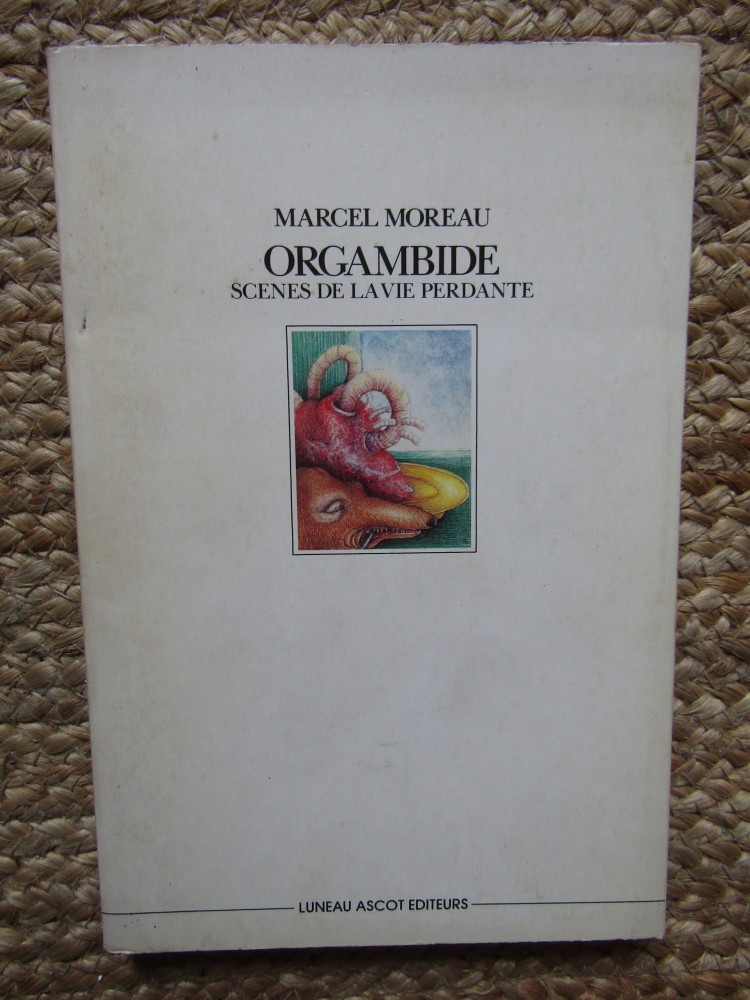 MARCEL MOREAU
ORGAMBIDE
SCENES DE LA VIE PERDANTE
LUNEAU ASCOT EDITEURS